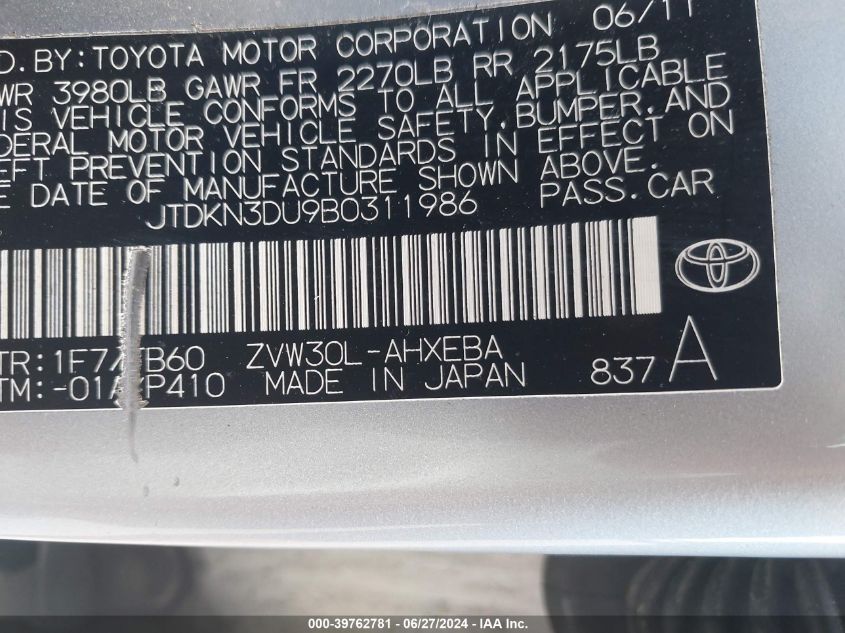 D. BY: TOYOTA MOTOR CORPORATION 06/11
WR 3980LB GAWR FR 2270LB RR 2175LB
IS VEHICLE CONFORMS TO ALL APPLICABLE
DERAL MOTOR VEHICLE SAFETY, BUMPER, AND
EFT PREVENTION STANDARDS IN EFFECT ON
E DATE OF MANUFACTURE SHOWN ABOVE.
JTDKN3DU9B0311986 PASS. CAR
TR: 1F7/ TB60 ZVW30L-AHXEBA
TM: -01A P410 MADE IN JAPAN 837 A
000-39762781 - 06/27/2024 - IAA Inc.